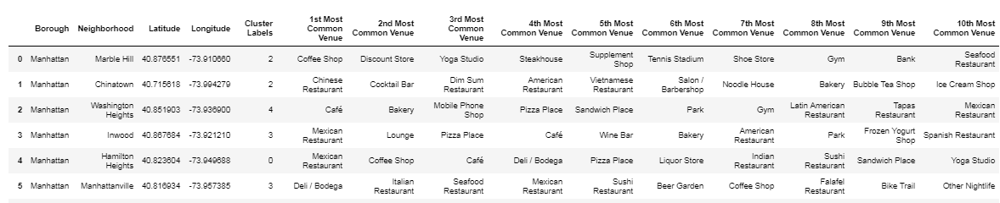 Borough Neighborhood Latitude Longitude Cluster Labels 1st Most Common Venue 2nd Most Common Venue 3rd Most Common Venue 4th Most Common Venue 5th Most Common Venue 6th Most Common Venue 7th Most Common Venue 8th Most Common Venue 9th Most Common Venue 10th Most Common Venue
0 Manhattan Marble Hill 40.876551 -73.910660 2 Coffee Shop Discount Store Yoga Studio Steakhouse Supplement Shop Tennis Stadium Shoe Store Gym Bank Seafood Restaurant
1 Manhattan Chinatown 40.715618 -73.994279 2 Chinese Restaurant Cocktail Bar Dim Sum Restaurant American Restaurant Vietnamese Restaurant Salon / Barbershop Noodle House Bakery Bubble Tea Shop Ice Cream Shop
2 Manhattan Washington Heights 40.851903 -73.936900 4 Café Bakery Mobile Phone Shop Pizza Place Sandwich Place Park Gym Latin American Restaurant Tapas Restaurant Mexican Restaurant
3 Manhattan Inwood 40.867684 -73.921210 3 Mexican Restaurant Lounge Pizza Place Café Wine Bar Bakery American Restaurant Park Frozen Yogurt Shop Spanish Restaurant
4 Manhattan Hamilton Heights 40.823604 -73.949688 0 Mexican Restaurant Coffee Shop Café Deli / Bodega Pizza Place Liquor Store Indian Restaurant Sushi Restaurant Sandwich Place Yoga Studio
5 Manhattan Manhattanville 40.816934 -73.957385 3 Deli / Bodega Italian Restaurant Seafood Restaurant Mexican Restaurant Sushi Restaurant Beer Garden Coffee Shop Falafel Restaurant Bike Trail Other Nightlife